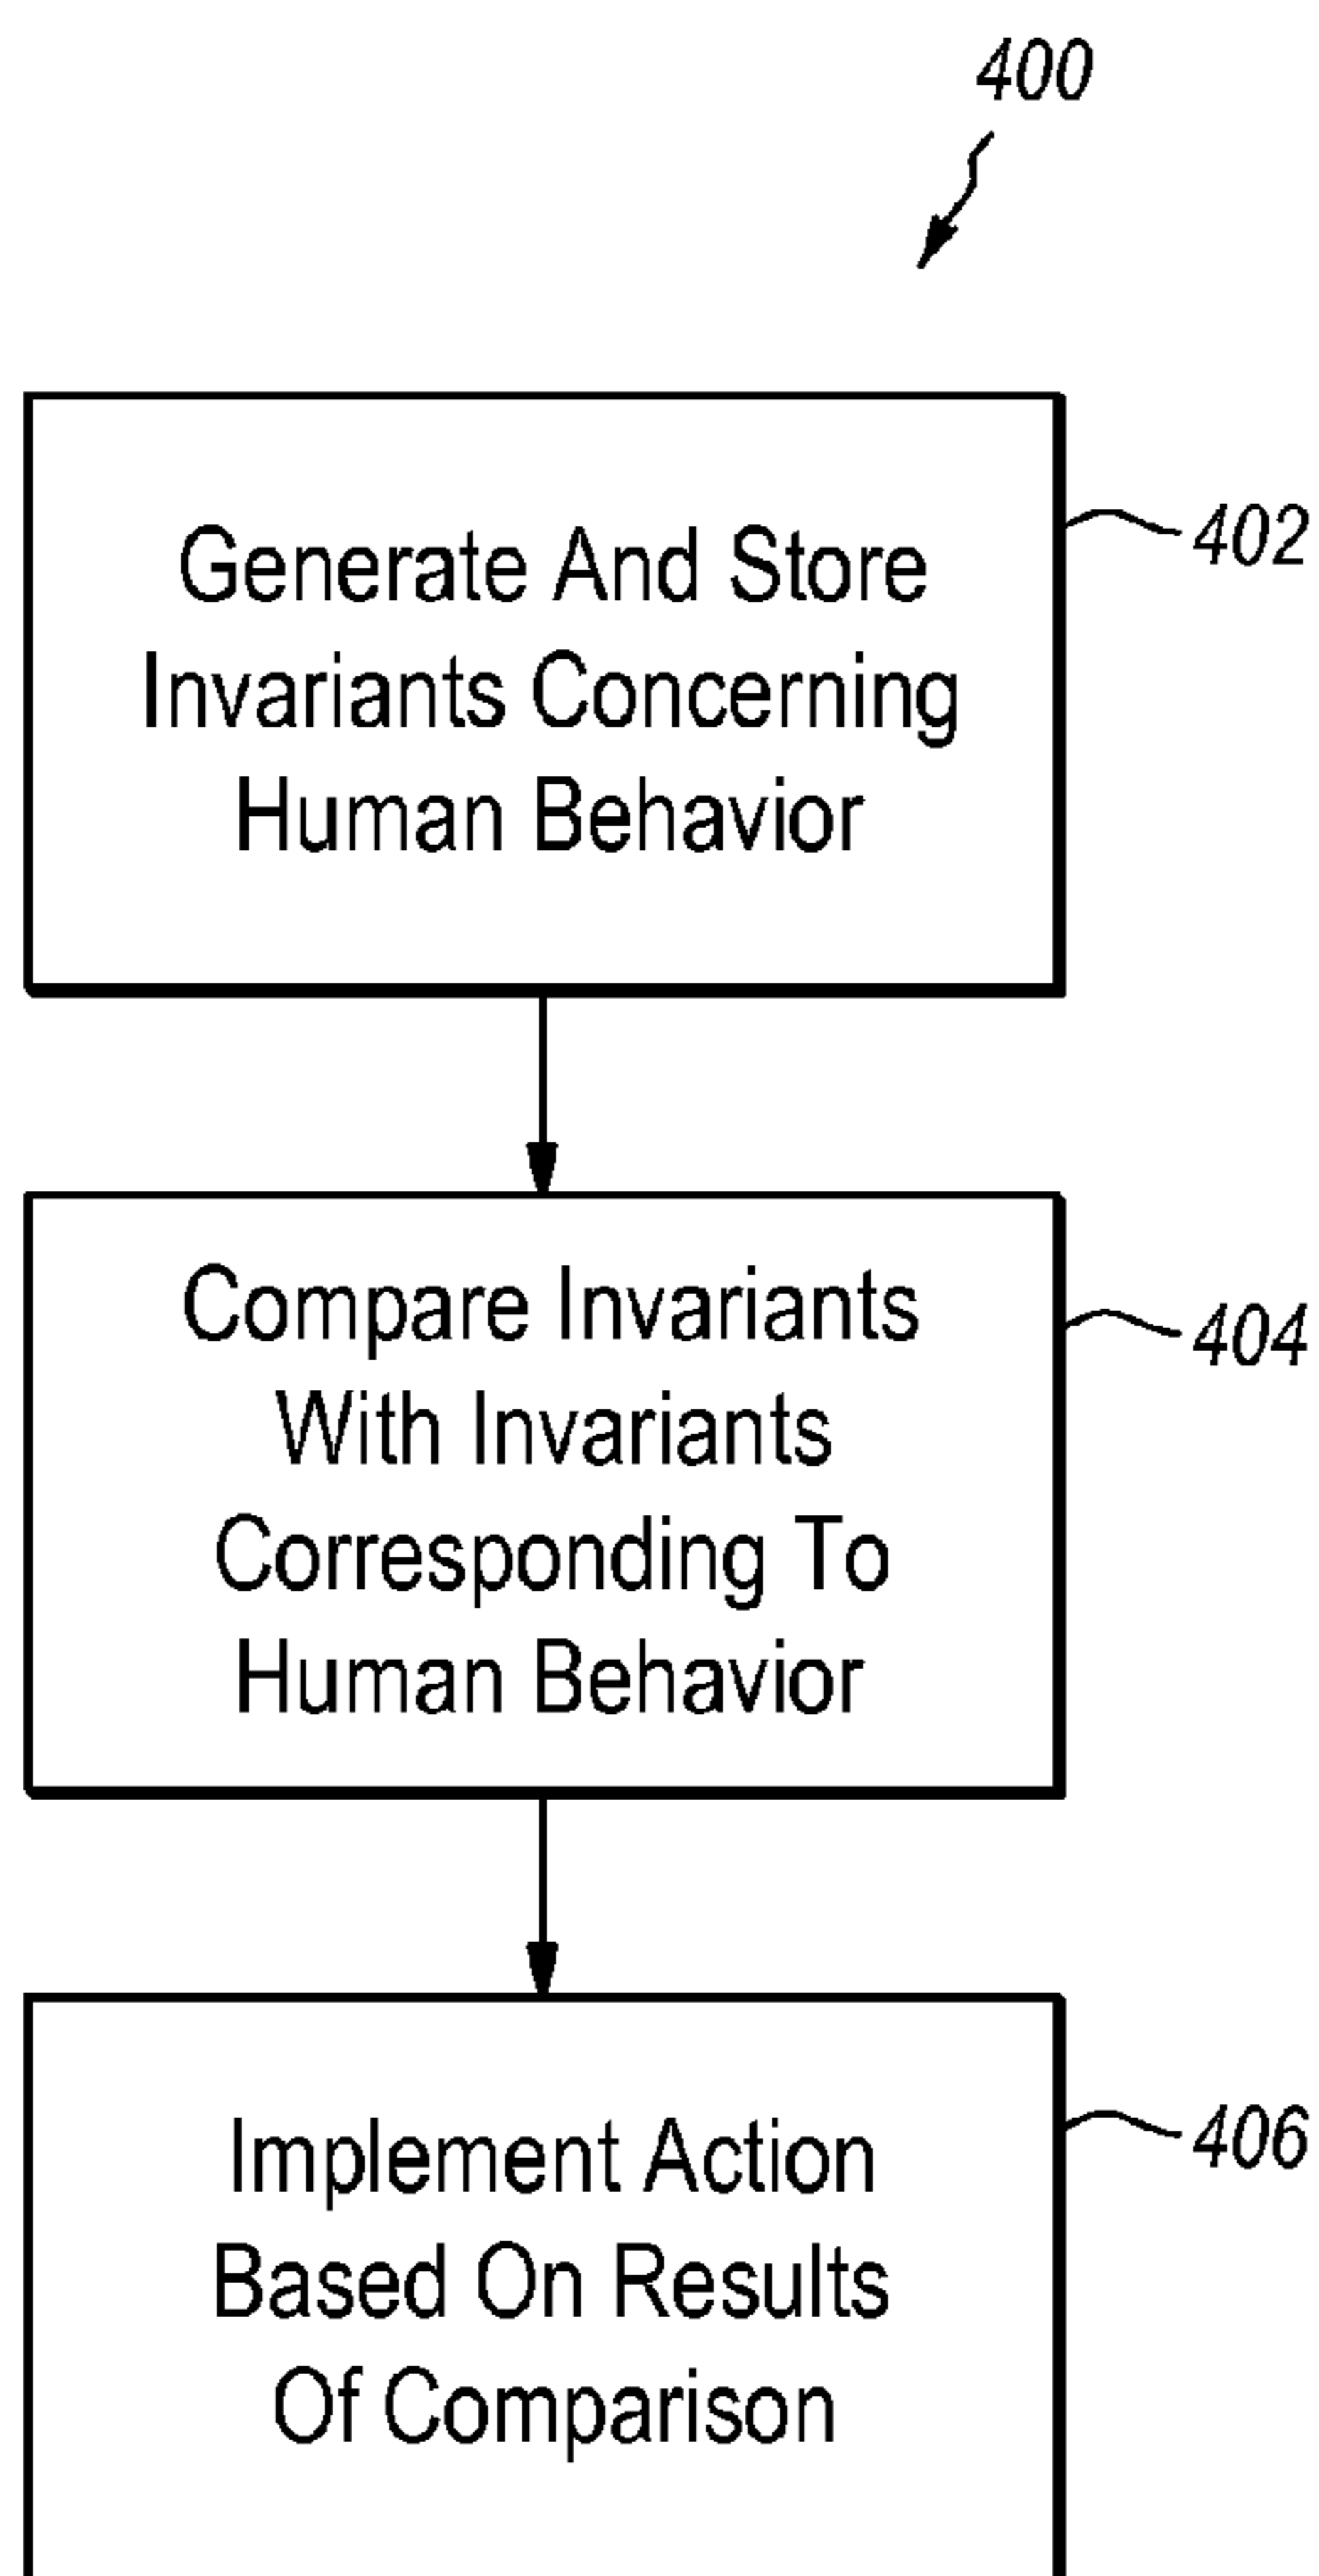 400
Generate And Store
Invariants Concerning
Human Behavior
402
Compare Invariants
With Invariants
Corresponding To
Human Behavior
404
Implement Action
Based On Results
Of Comparison
406